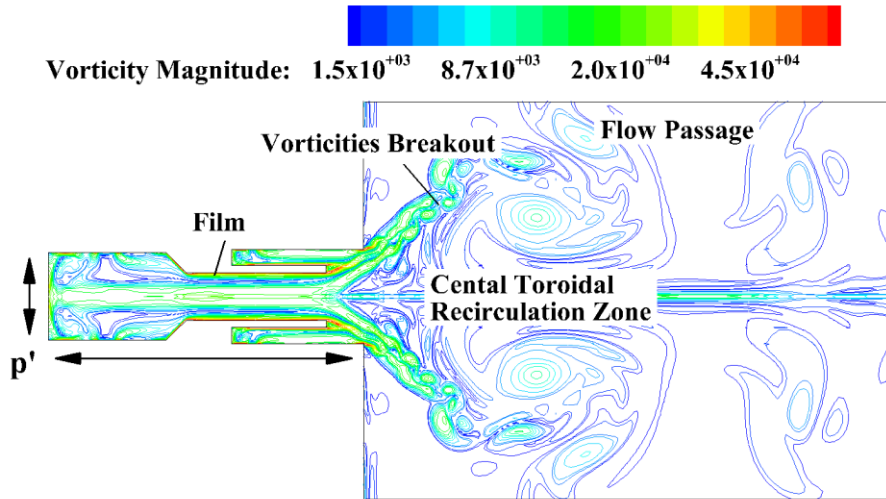 Vorticity Magnitude: 1.5x10^+03 8.7x10^+03 2.0x10^+04 4.5x10^+04
Flow Passage
Vorticities Breakout
Film
Cental Toroidal
Recirculation Zone
p'